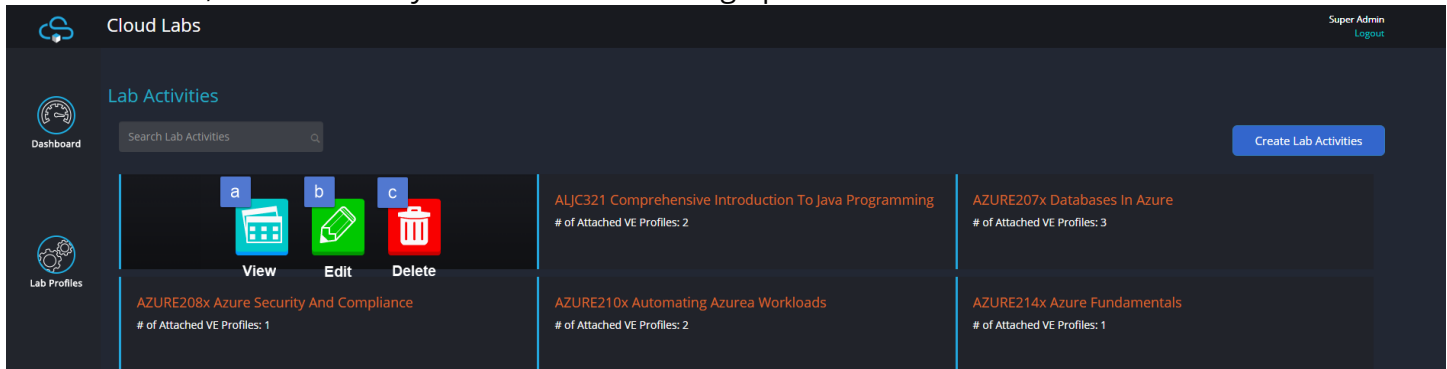 Cloud Labs
Super Admin
Logout
Lab Activities
Dashboard
Search Lab Activities
Create Lab Activities
a b c
View Edit Delete
ALJC321 Comprehensive Introduction To Java Programming
# of Attached VE Profiles: 2
AZURE207x Databases In Azure
# of Attached VE Profiles: 3
Lab Profiles
AZURE208x Azure Security And Compliance
# of Attached VE Profiles: 1
AZURE210x Automating Azurea Workloads
# of Attached VE Profiles: 2
AZURE214x Azure Fundamentals
# of Attached VE Profiles: 1